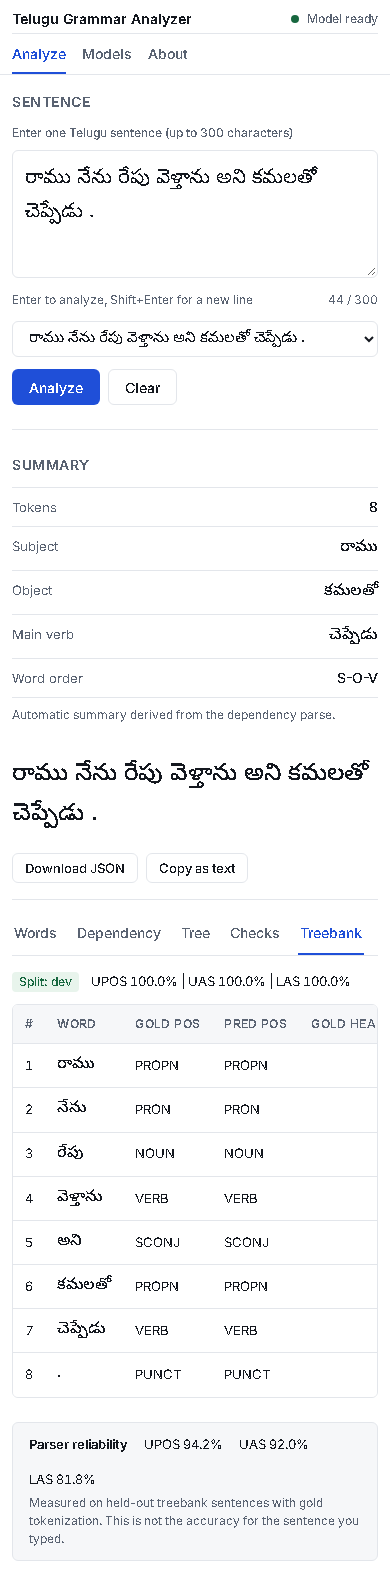 Telugu Grammar Analyzer Model ready
Analyze Models About
SENTENCE
Enter one Telugu sentence (up to 300 characters)
రాము నేను రేపు వెళ్తాను అని కమలతో
చెప్పేడు .
Enter to analyze, Shift+Enter for a new line 44 / 300
రాము నేను రేపు వెళ్తాను అని కమలతో చెప్పేడు .
Analyze Clear
SUMMARY
Tokens 8
Subject రాము
Object కమలతో
Main verb చెప్పేడు
Word order S-O-V
Automatic summary derived from the dependency parse.
రాము నేను రేపు వెళ్తాను అని కమలతో
చెప్పేడు .
Download JSON Copy as text
Words Dependency Tree Checks Treebank
Split: dev UPOS 100.0% | UAS 100.0% | LAS 100.0%
# WORD GOLD POS PRED POS GOLD HEA
1 రాము PROPN PROPN
2 నేను PRON PRON
3 రేపు NOUN NOUN
4 వెళ్తాను VERB VERB
5 అని SCONJ SCONJ
6 కమలతో PROPN PROPN
7 చెప్పేడు VERB VERB
8 . PUNCT PUNCT
Parser reliability UPOS 94.2% UAS 92.0%
LAS 81.8%
Measured on held-out treebank sentences with gold
tokenization. This is not the accuracy for the sentence you
typed.